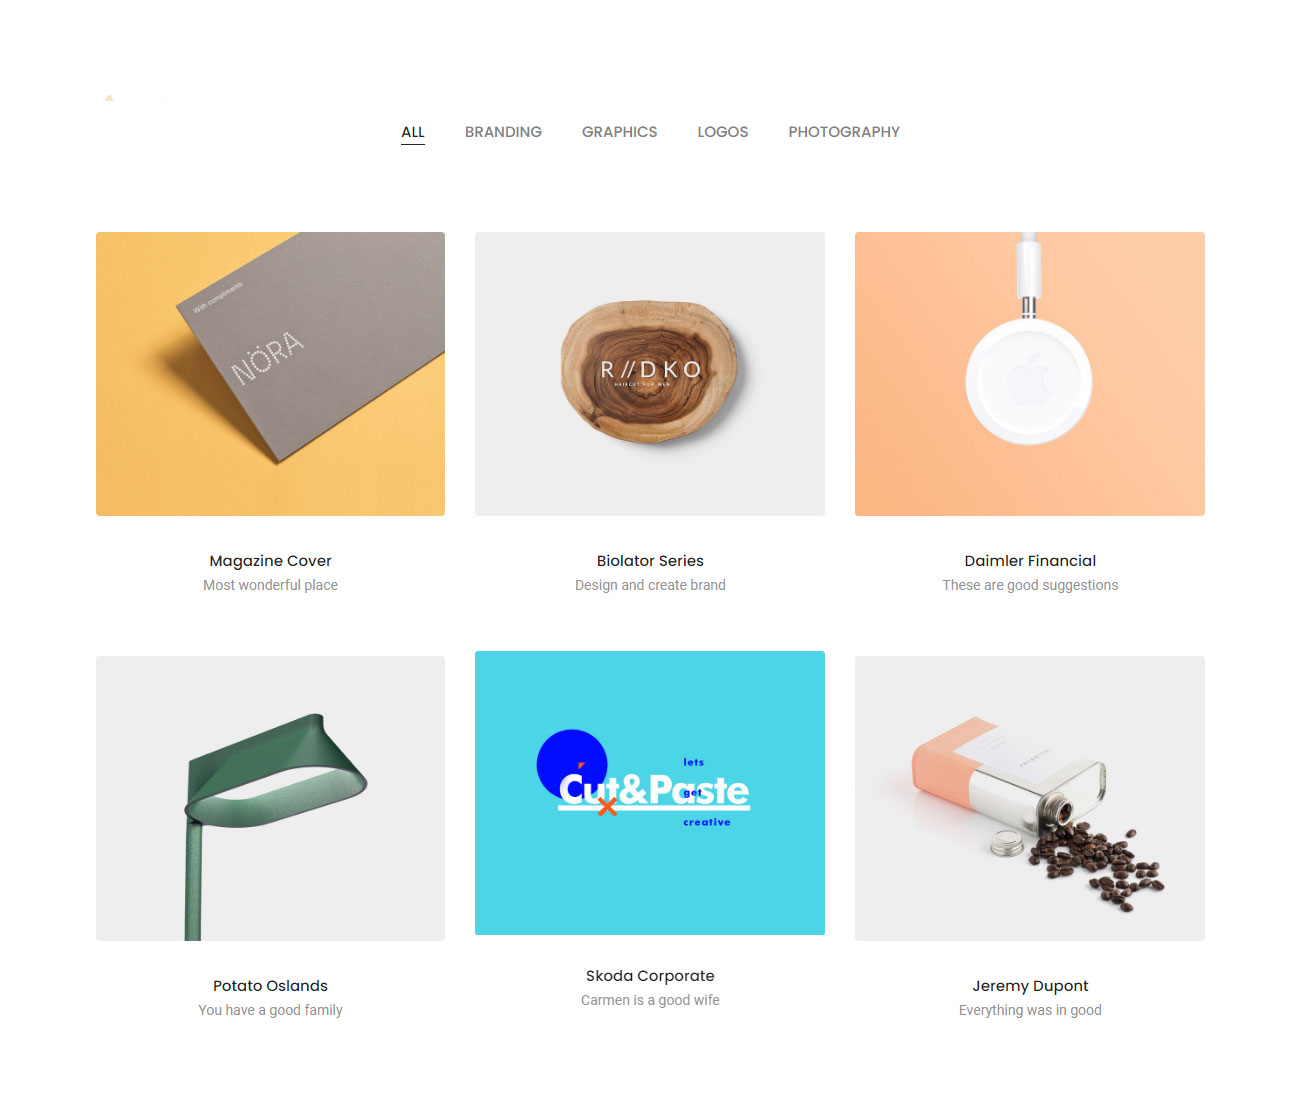 ALL BRANDING GRAPHICS LOGOS PHOTOGRAPHY
With compliments
NÖRA
R//DKO
HAIRCUT FOR MEN
Magazine Cover
Most wonderful place
Biolator Series
Design and create brand
Daimler Financial
These are good suggestions
lets
Cut&Paste
get
creative
Potato Oslands
You have a good family
Skoda Corporate
Carmen is a good wife
Jeremy Dupont
Everything was in good